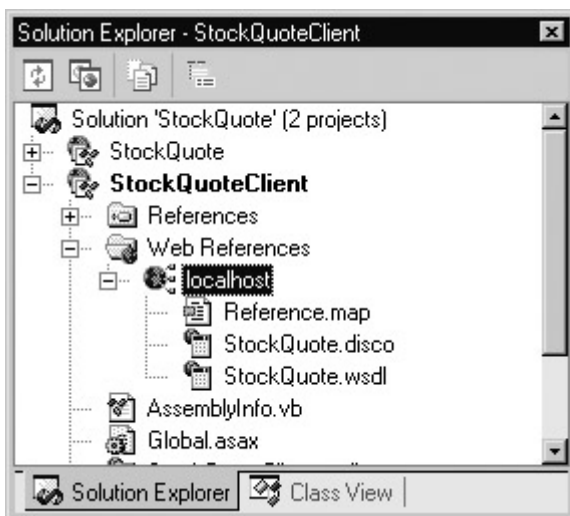 Solution Explorer - StockQuoteClient
Solution 'StockQuote' (2 projects)
StockQuote
StockQuoteClient
References
Web References
localhost
Reference.map
StockQuote.disco
StockQuote.wsdl
AssemblyInfo.vb
Global.asax
Solution Explorer
Class View